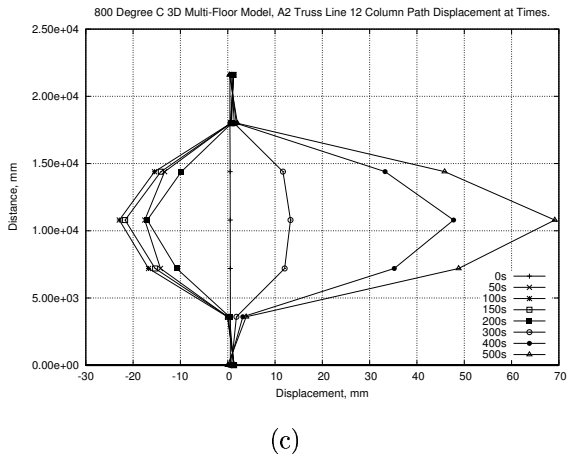 800 Degree C 3D Multi-Floor Model, A2 Truss Line 12 Column Path Displacement at Times.
2.50e+04
2.00e+04
1.50e+04
1.00e+04
5.00e+03
0.00e+00
Distance, mm
0s
50s
100s
150s
200s
300s
400s
500s
-30 -20 -10 0 10 20 30 40 50 60 70
Displacement, mm
(c)